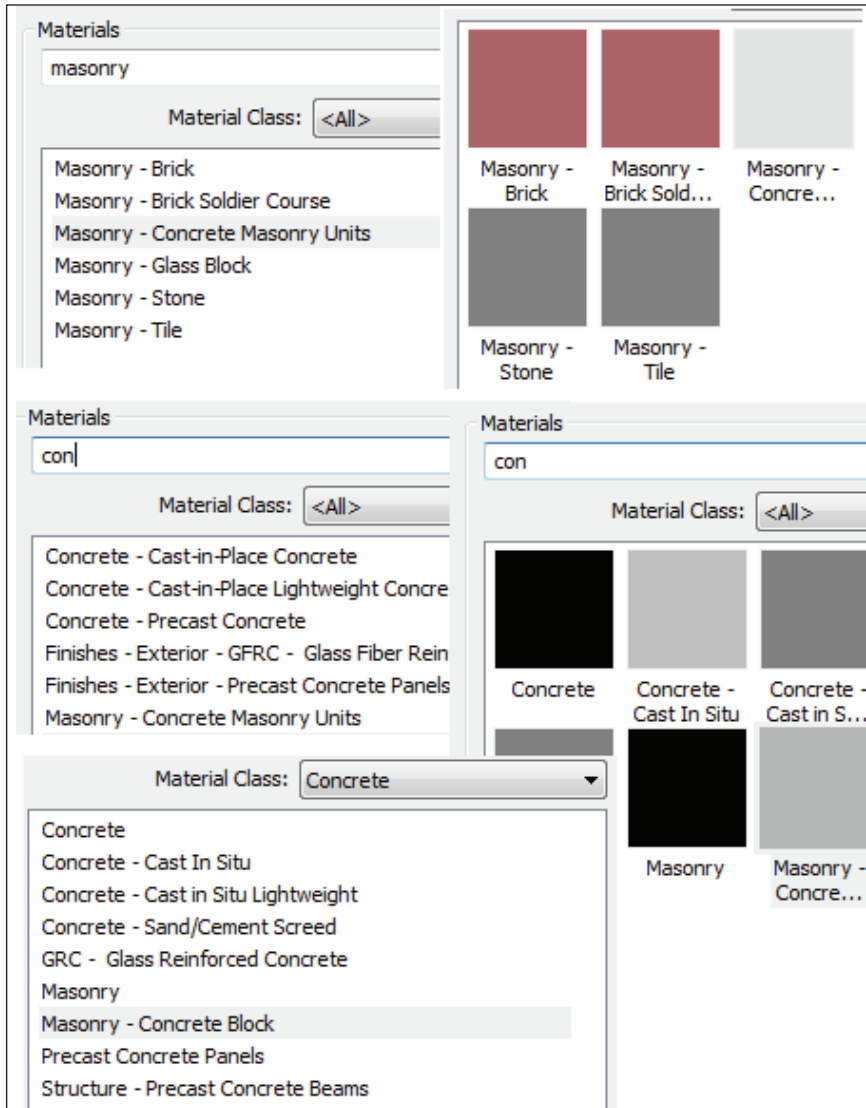 Materials
masonry
Material Class: <All>
Masonry - Brick
Masonry - Brick Soldier Course
Masonry - Concrete Masonry Units
Masonry - Glass Block
Masonry - Stone
Masonry - Tile
Masonry -
Brick
Masonry -
Brick Sold...
Masonry -
Concre...
Masonry -
Stone
Masonry -
Tile
Materials
con
Material Class: <All>
Concrete - Cast-in-Place Concrete
Concrete - Cast-in-Place Lightweight Concre
Concrete - Precast Concrete
Finishes - Exterior - GFRC - Glass Fiber Rein
Finishes - Exterior - Precast Concrete Panels
Masonry - Concrete Masonry Units
Materials
con
Material Class: <All>
Concrete
Concrete -
Cast In Situ
Concrete -
Cast in S...
Masonry
Masonry -
Concre...
Material Class: Concrete
Concrete
Concrete - Cast In Situ
Concrete - Cast in Situ Lightweight
Concrete - Sand/Cement Screed
GRC - Glass Reinforced Concrete
Masonry
Masonry - Concrete Block
Precast Concrete Panels
Structure - Precast Concrete Beams